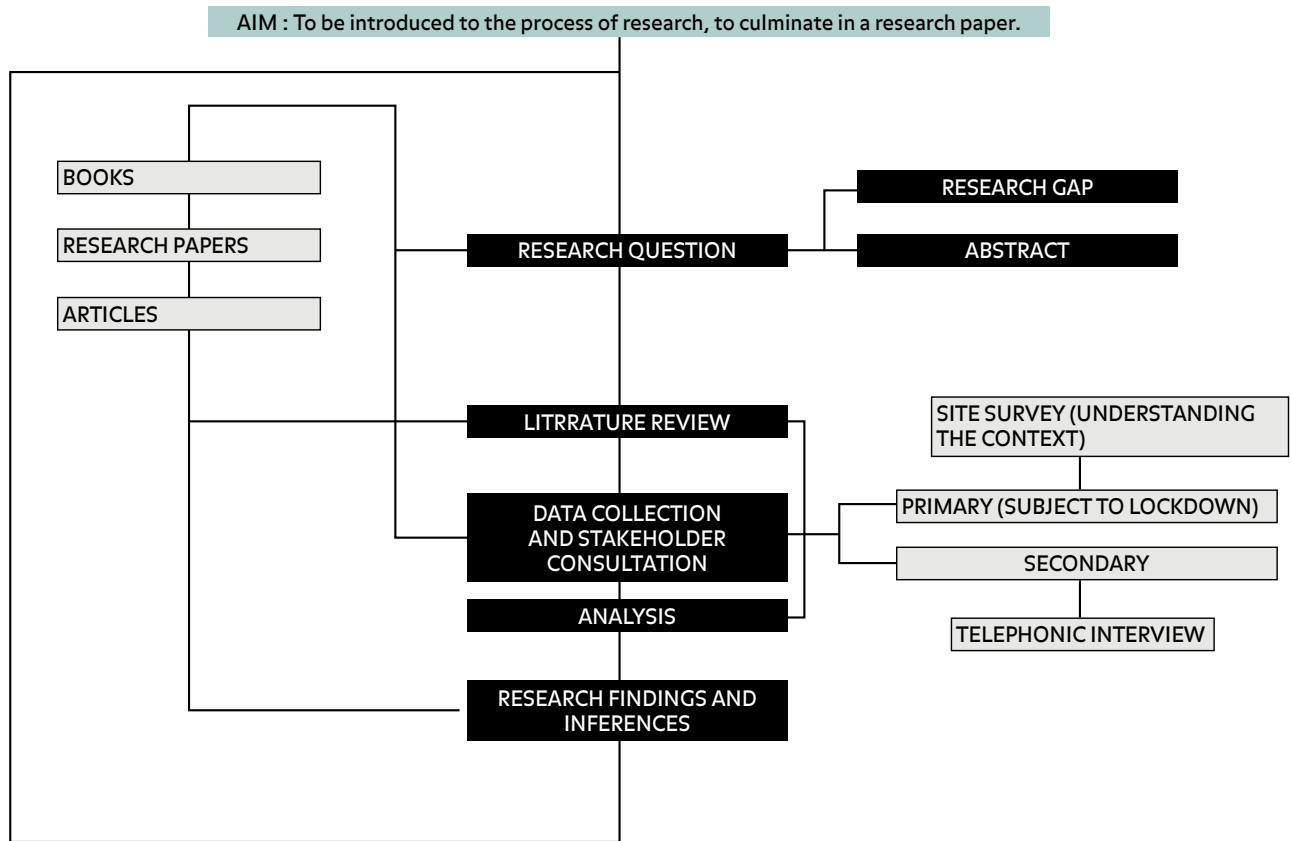 AIM : To be introduced to the process of research, to culminate in a research paper.
BOOKS
RESEARCH PAPERS
ARTICLES
RESEARCH QUESTION
RESEARCH GAP
ABSTRACT
LITRRATURE REVIEW
DATA COLLECTION
AND STAKEHOLDER
CONSULTATION
ANALYSIS
RESEARCH FINDINGS AND
INFERENCES
SITE SURVEY (UNDERSTANDING
THE CONTEXT)
PRIMARY (SUBJECT TO LOCKDOWN)
SECONDARY
TELEPHONIC INTERVIEW